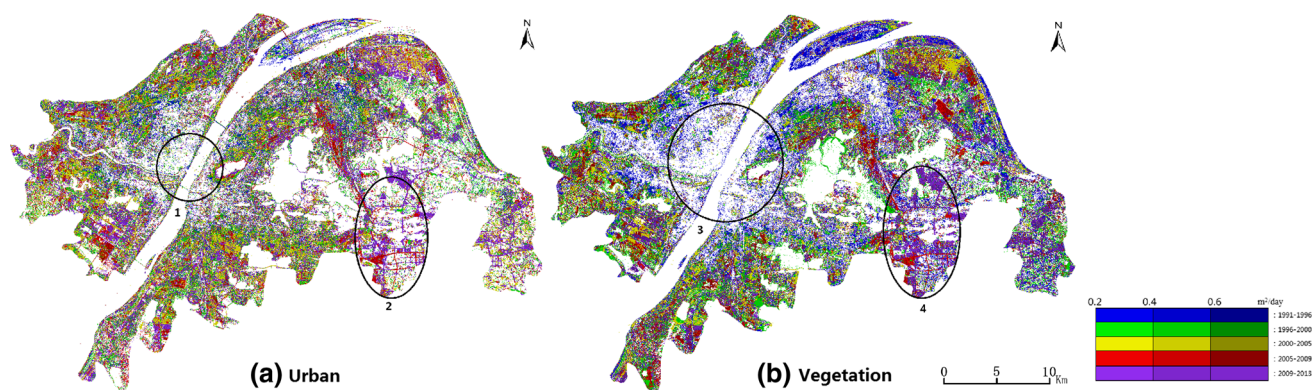 N
N
1
2
3
4
(a) Urban
(b) Vegetation
0 5 10
Km
0.2 0.4 0.6 m²/day
: 1991-1996
: 1996-2000
: 2000-2005
: 2005-2009
: 2009-2013